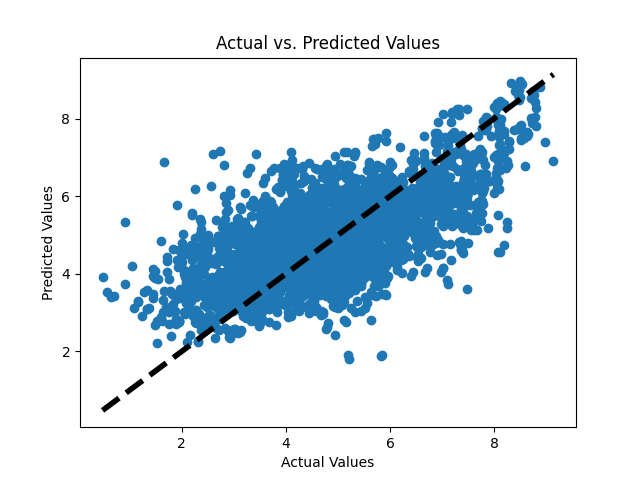 Actual vs. Predicted Values
Predicted Values
8
6
4
2
2 4 6 8
Actual Values